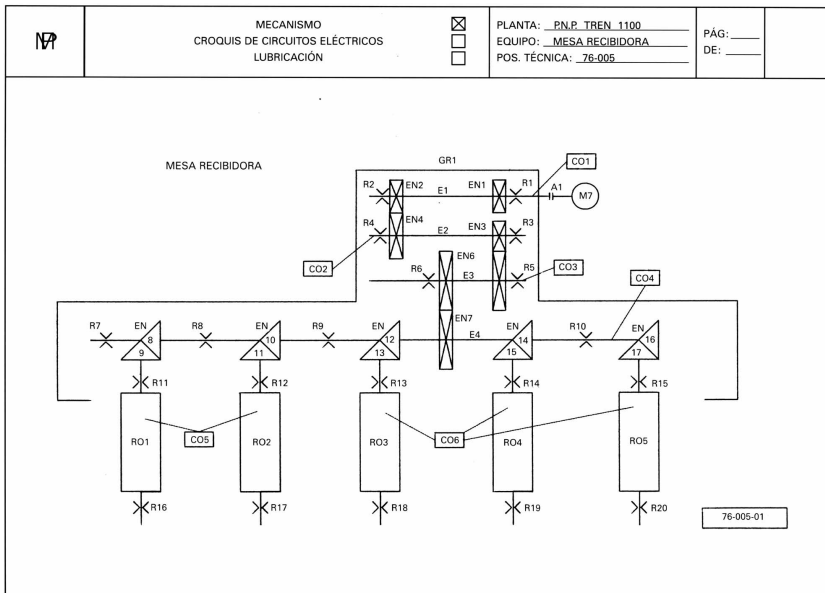 MECANISMO
CROQUIS DE CIRCUITOS ELÉCTRICOS
LUBRICACIÓN
PLANTA: P.N.P. TREN 1100
EQUIPO: MESA RECIBIDORA
POS. TÉCNICA: 76-005
PÁG:
DE:
MESA RECIBIDORA
GR1
CO1
R2 EN2 E1 EN1 R1 A1 M7
R4 EN4 E2 EN3 R3
CO2
R6 EN6 E3 R5 CO3
CO4
EN7
R7 EN 8 9 R8 EN 10 11 R9 EN 12 13 E4 EN 14 15 R10 EN 16 17
R11 R12 R13 R14 R15
RO1 CO5 RO2 RO3 CO6 RO4 RO5
R16 R17 R18 R19 R20
76-005-01